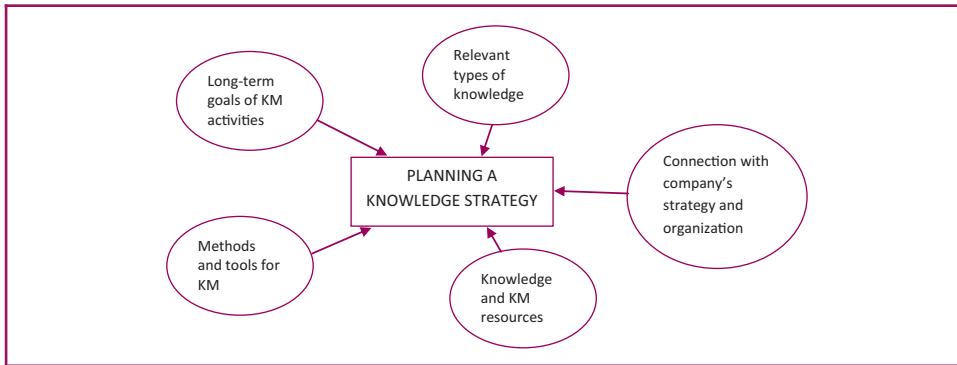 Long-term
goals of KM
activities
Relevant
types of
knowledge
PLANNING A
KNOWLEDGE STRATEGY
Connection with
company's
strategy and
organization
Methods
and tools for
KM
Knowledge
and KM
resources